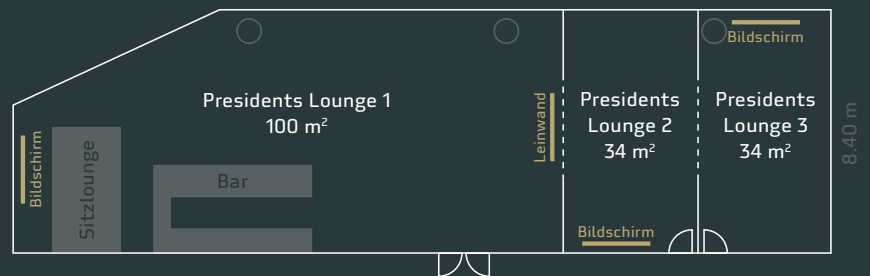 Bildschirm
Presidents Lounge 1
100 m²
Leinwand
Presidents
Lounge 2
34 m²
Presidents
Lounge 3
34 m²
8.40 m
Bildschirm
Sitzlounge
Bar
Bildschirm